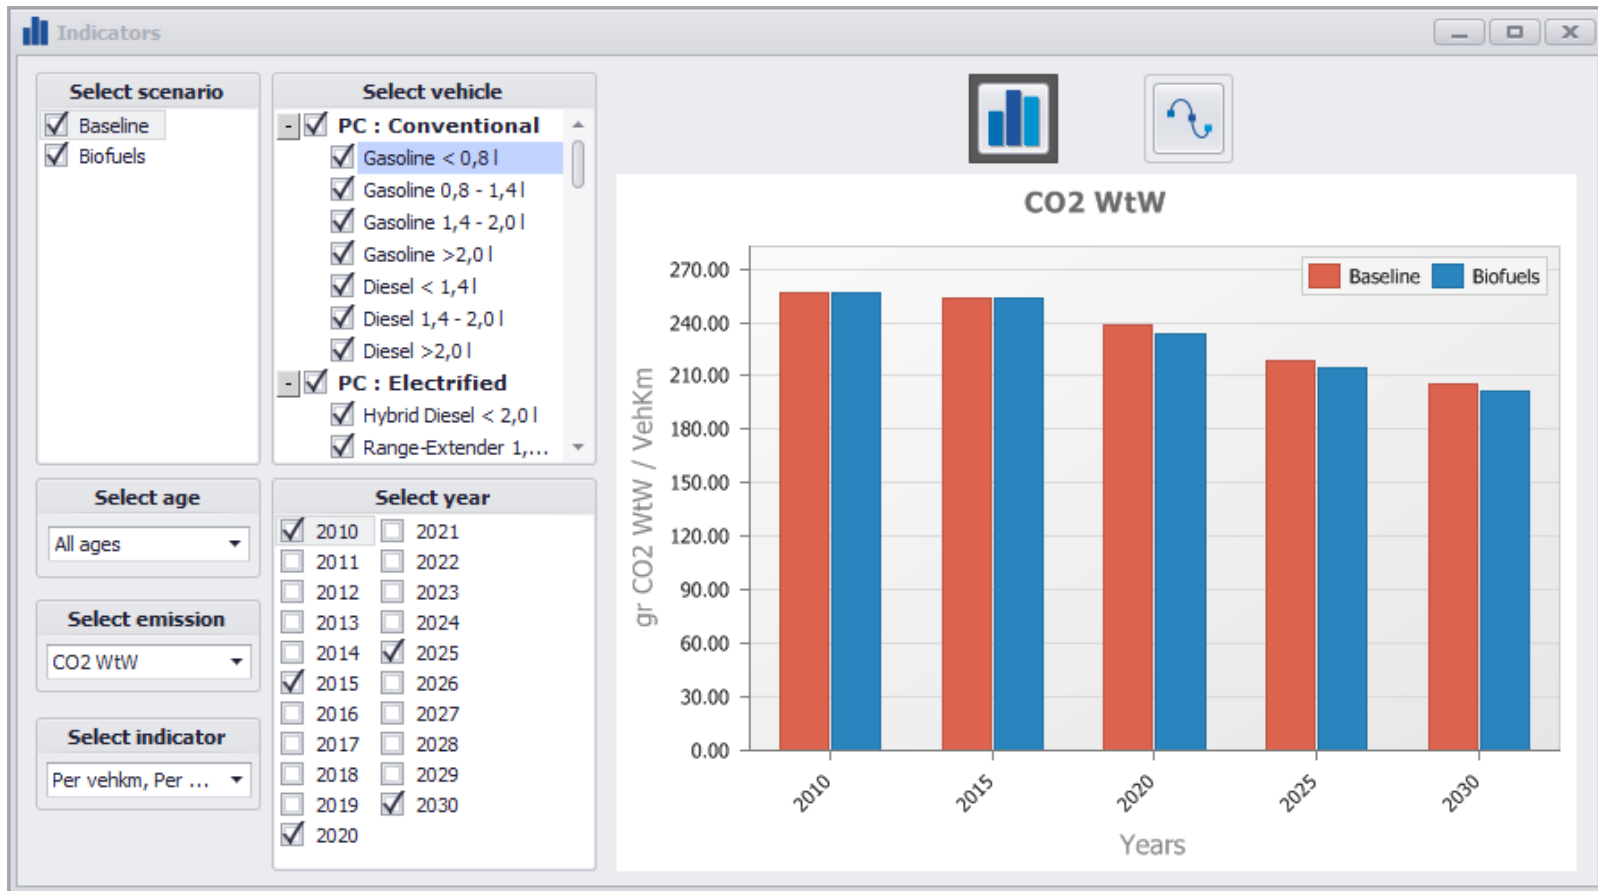 Indicators
Select scenario
Baseline
Biofuels
Select vehicle
PC : Conventional
Gasoline < 0,8 l
Gasoline 0,8 - 1,4 l
Gasoline 1,4 - 2,0 l
Gasoline >2,0 l
Diesel < 1,4 l
Diesel 1,4 - 2,0 l
Diesel >2,0 l
PC : Electrified
Hybrid Diesel < 2,0 l
Range-Extender 1,...
Select age
All ages
Select emission
CO2 WtW
Select indicator
Per vehkm, Per ...
Select year
2010 2021
2011 2022
2012 2023
2013 2024
2014 2025
2015 2026
2016 2027
2017 2028
2018 2029
2019 2030
2020
CO2 WtW
Baseline Biofuels
gr CO2 WtW / VehKm
270.00
240.00
210.00
180.00
150.00
120.00
90.00
60.00
30.00
0.00
2010 2015 2020 2025 2030
Years